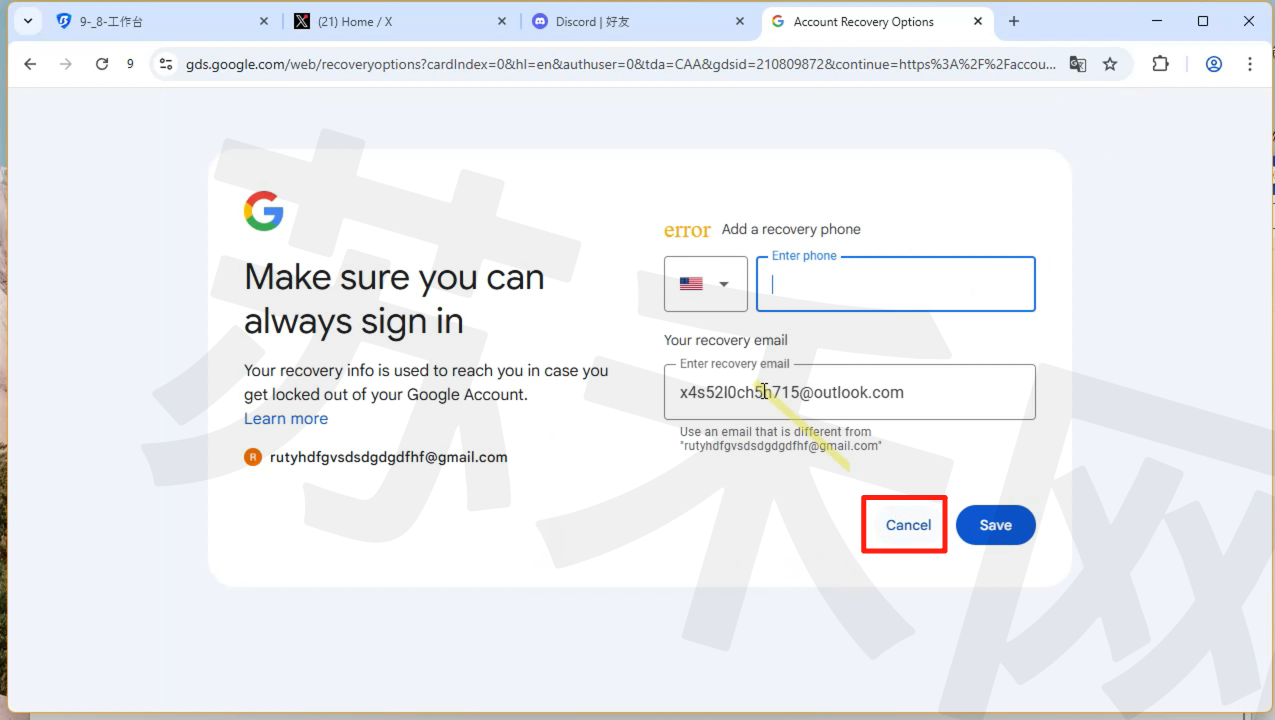 9-_8-工作台
(21) Home / X
Discord | 好友
Account Recovery Options
9
gds.google.com/web/recoveryoptions?cardIndex=0&hl=en&authuser=0&tda=CAA&gdsid=210809872&continue=https%3A%2F%2Faccou...
Make sure you can
always sign in
Your recovery info is used to reach you in case you
get locked out of your Google Account.
Learn more
R rutyhdfgvsdsdgdgdfhf@gmail.com
error Add a recovery phone
Enter phone
Your recovery email
Enter recovery email
x4s52l0ch5h715@outlook.com
Use an email that is different from
"rutyhdfgvsdsdgdgdfhf@gmail.com"
Cancel
Save